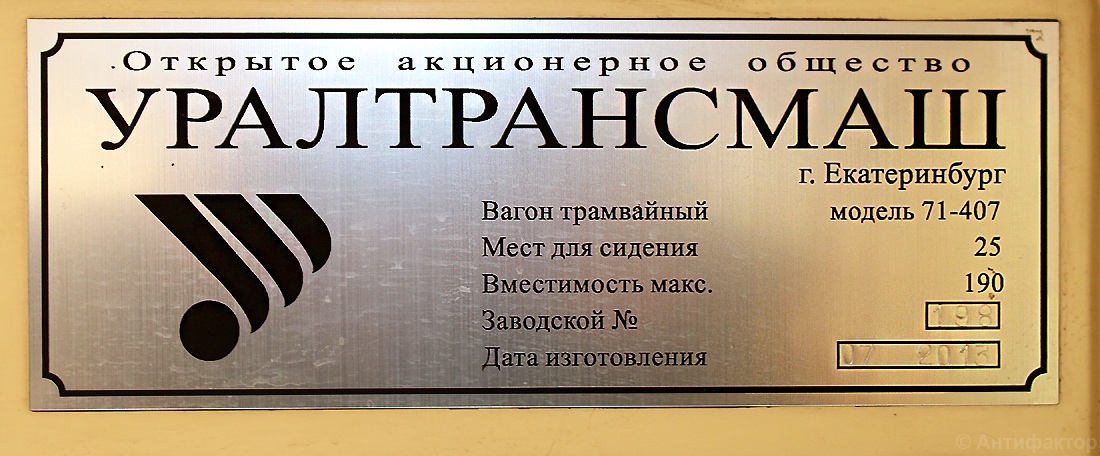 Открытое акционерное общество
УРАЛТРАНСМАШ
г. Екатеринбург
Вагон трамвайный модель 71-407
Мест для сидения 25
Вместимость макс. 190
Заводской № 198
Дата изготовления 07 2013
© Антифактор